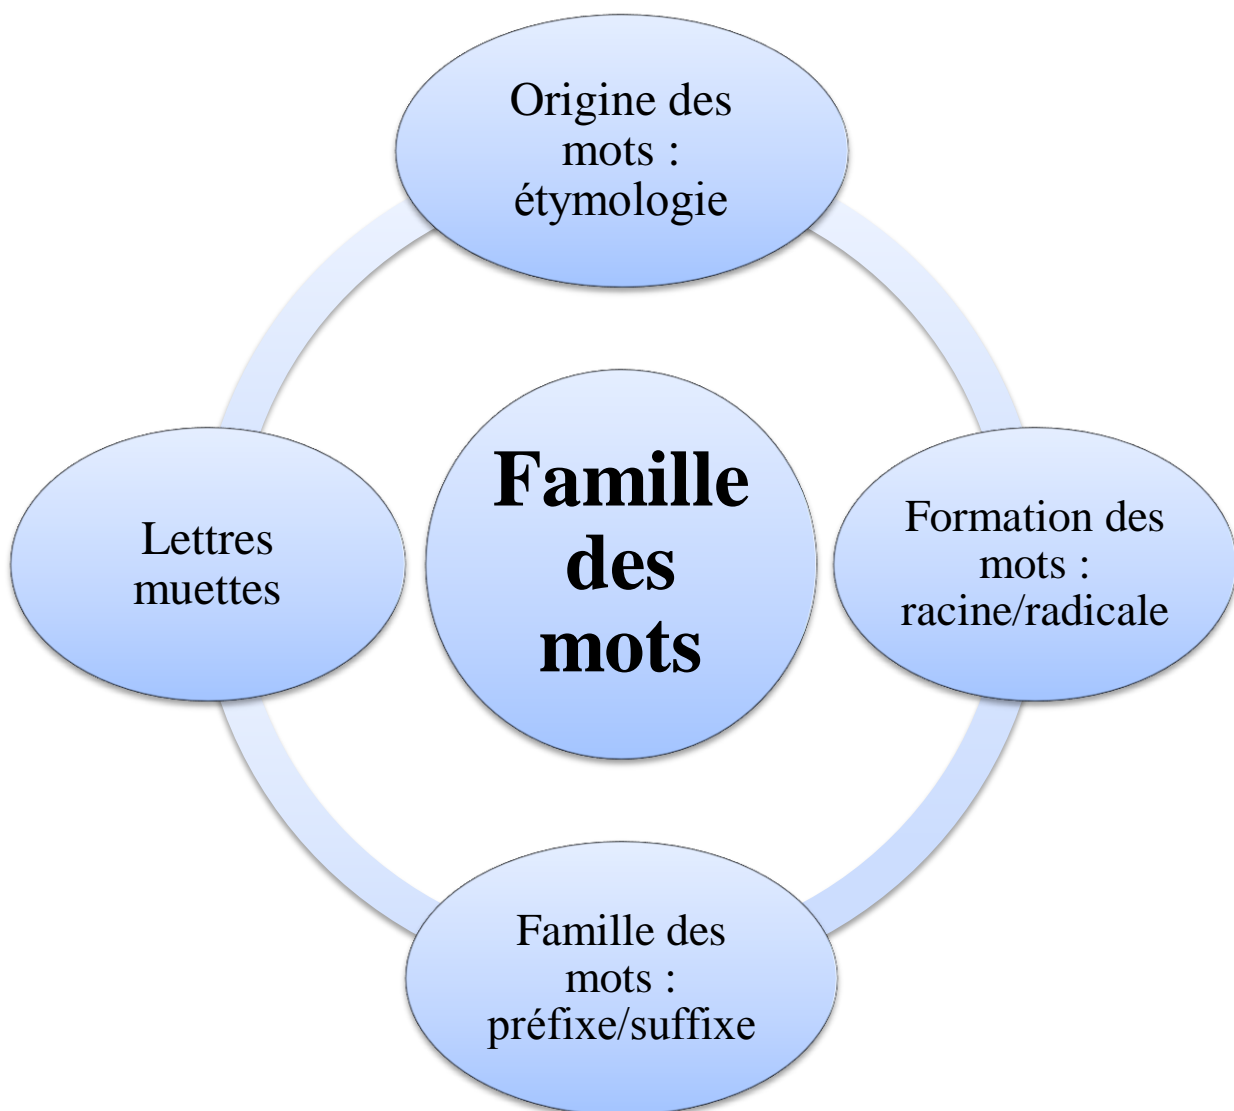 Origine des
mots :
étymologie
Lettres
muettes
Famille
des
mots
Formation des
mots :
racine/radicale
Famille des
mots :
préfixe/suffixe